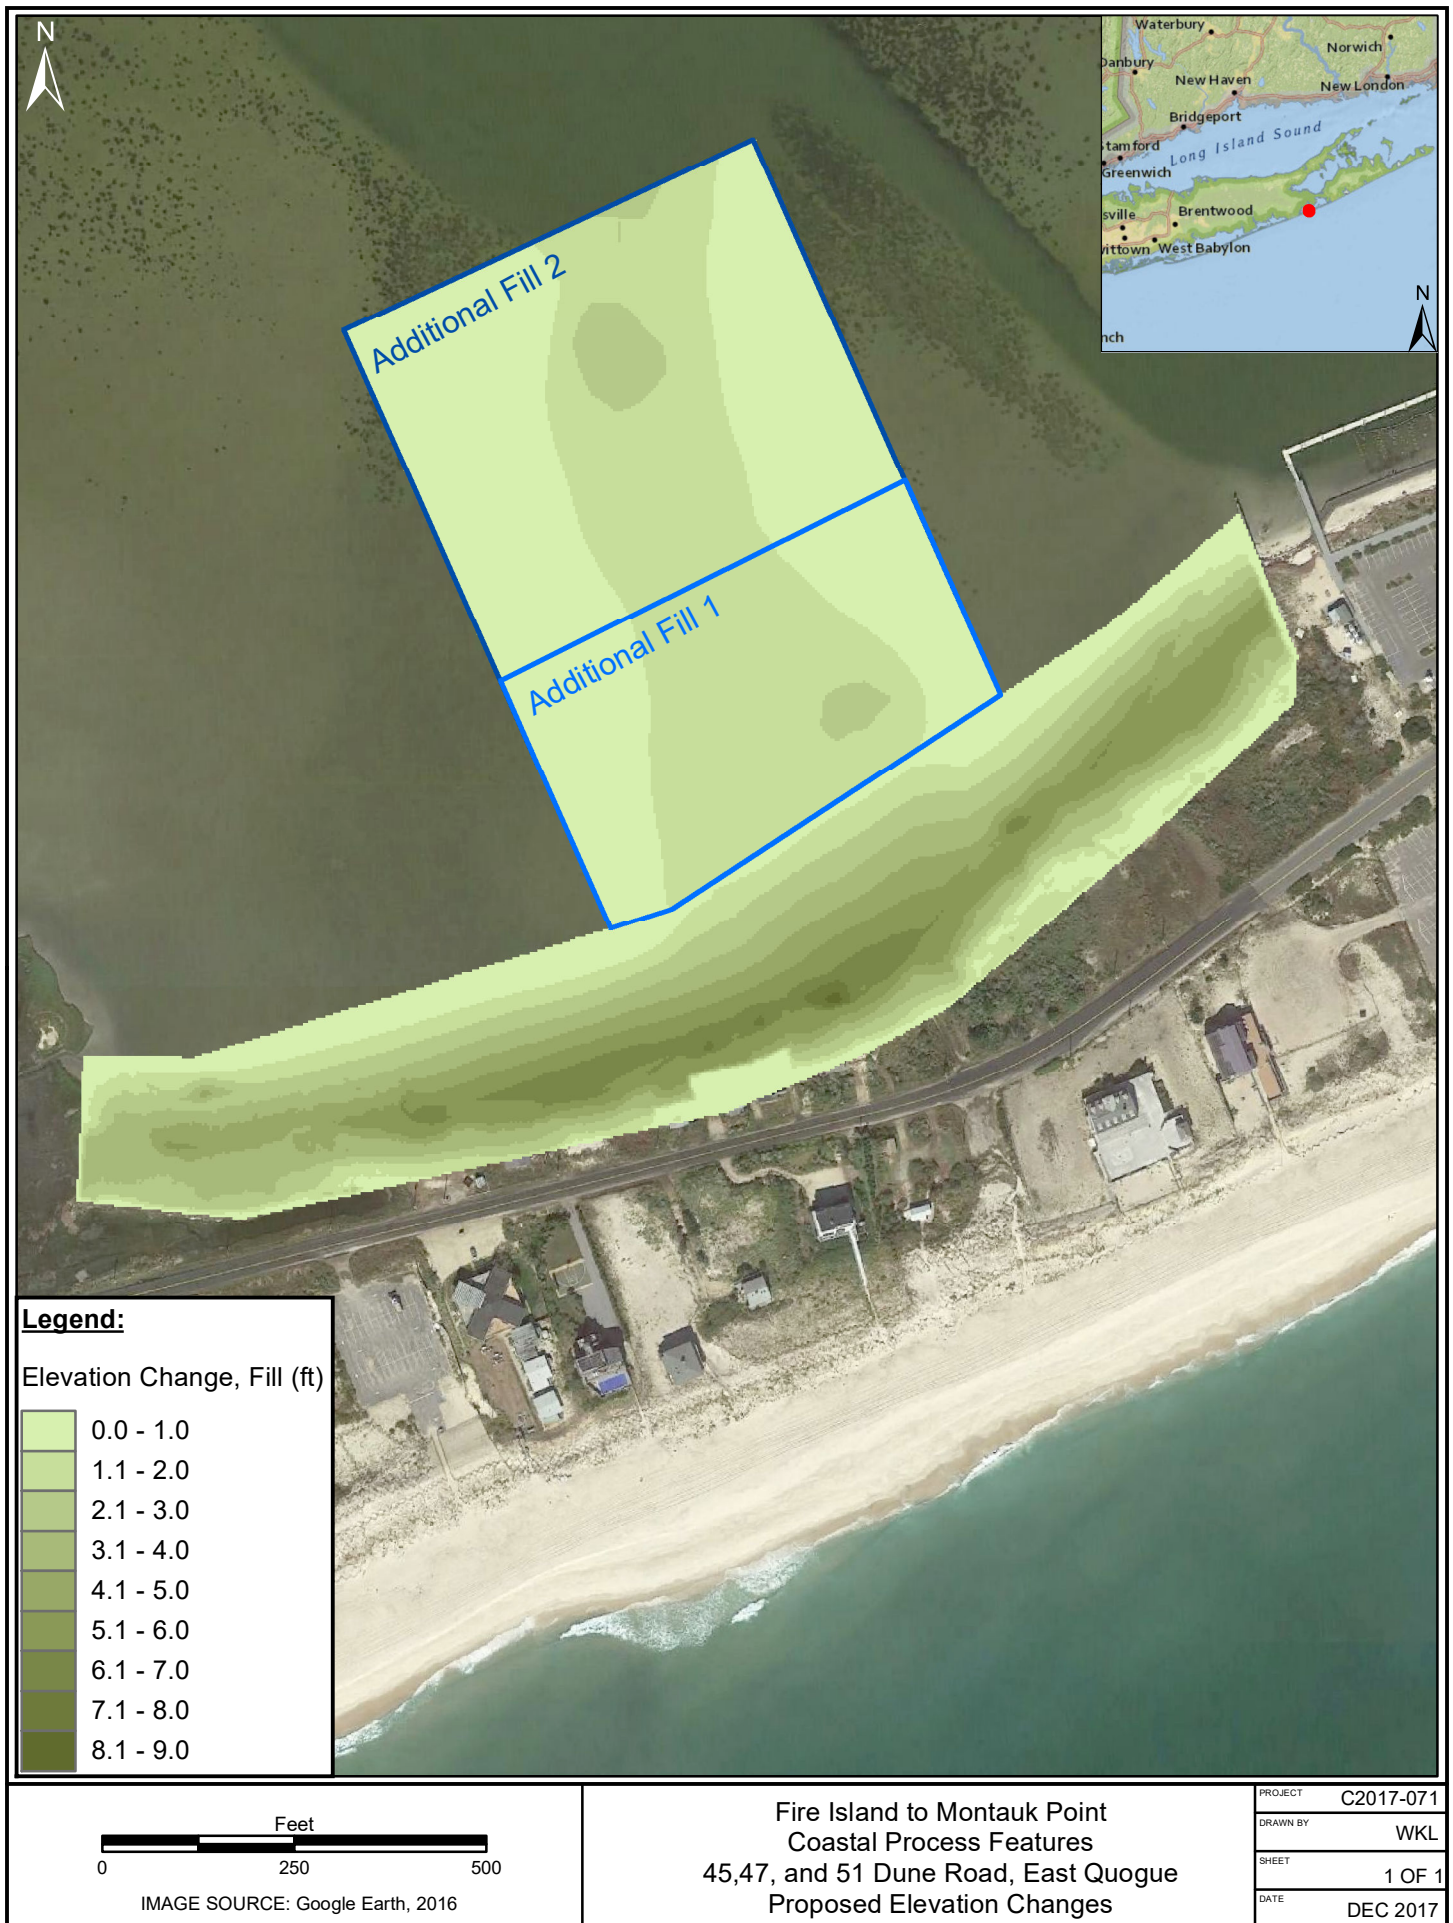 N
Waterbury
Norwich
Danbury
New Haven
New London
Bridgeport
Long Island Sound
Stamford
Greenwich
sville
Brentwood
vittown
West Babylon
N
nch
Additional Fill 2
Additional Fill 1
Legend:
Elevation Change, Fill (ft)
0.0 - 1.0
1.1 - 2.0
2.1 - 3.0
3.1 - 4.0
4.1 - 5.0
5.1 - 6.0
6.1 - 7.0
7.1 - 8.0
8.1 - 9.0
Feet
0 250 500
IMAGE SOURCE: Google Earth, 2016
Fire Island to Montauk Point
Coastal Process Features
45,47, and 51 Dune Road, East Quogue
Proposed Elevation Changes
PROJECT C2017-071
DRAWN BY WKL
SHEET 1 OF 1
DATE DEC 2017